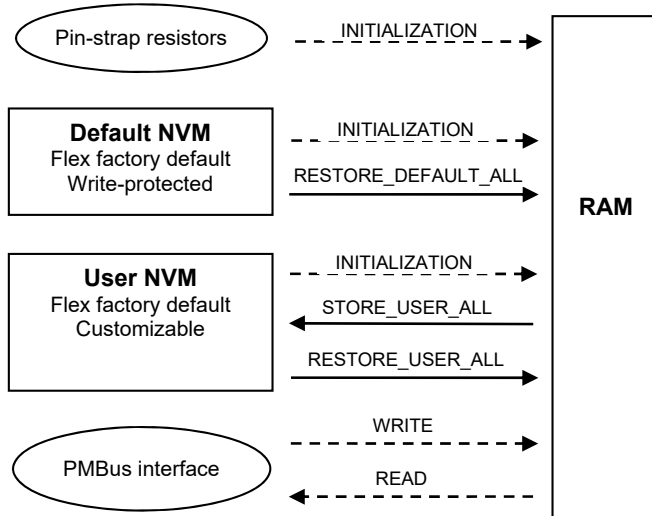 Pin-strap resistors
INITIALIZATION
Default NVM
Flex factory default
Write-protected
INITIALIZATION
RESTORE_DEFAULT_ALL
RAM
User NVM
Flex factory default
Customizable
INITIALIZATION
STORE_USER_ALL
RESTORE_USER_ALL
PMBus interface
WRITE
READ